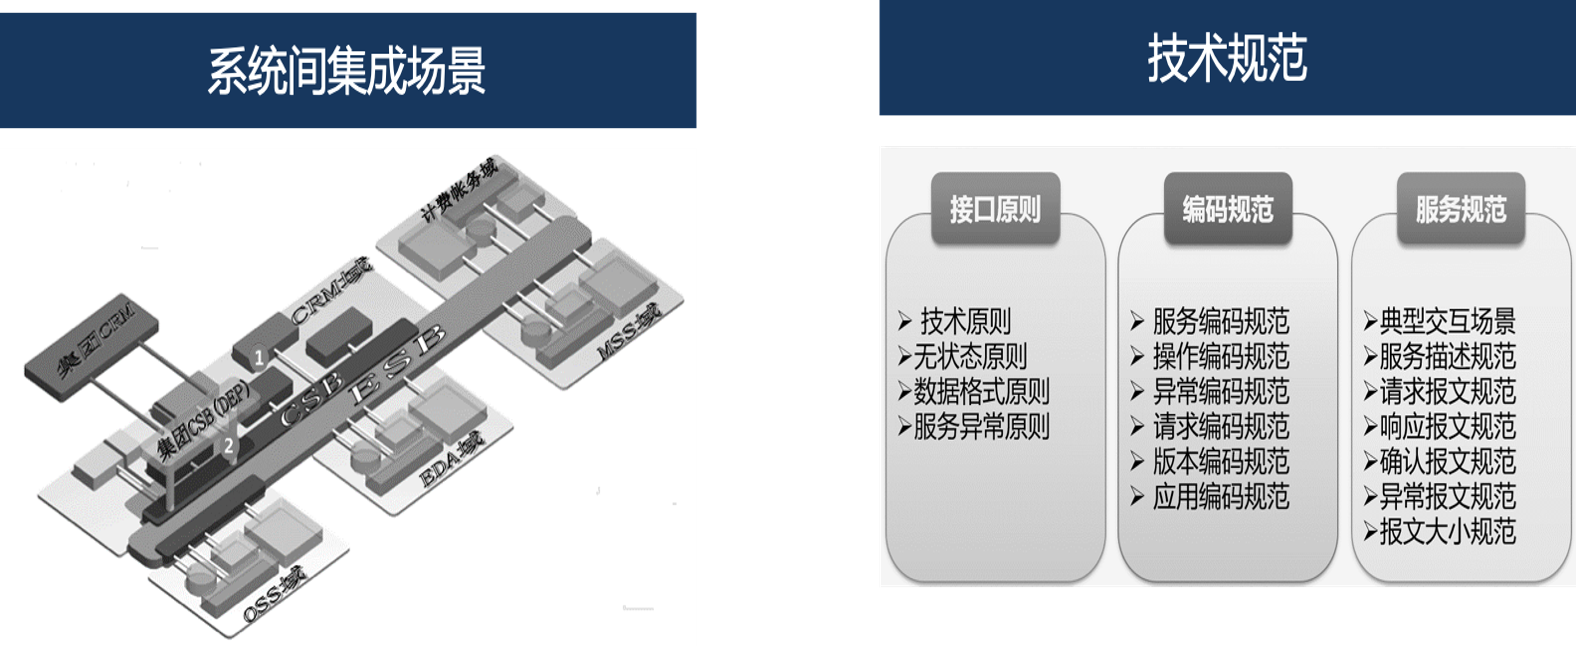 系统间集成场景
计费帐务域
CRM域
集团CRM
1
MSS域
CSB
ESB
集团CSB(DEP)
2
EDA域
OSS域
技术规范
接口原则
技术原则
无状态原则
数据格式原则
服务异常原则
编码规范
服务编码规范
操作编码规范
异常编码规范
请求编码规范
版本编码规范
应用编码规范
服务规范
典型交互场景
服务描述规范
请求报文规范
响应报文规范
确认报文规范
异常报文规范
报文大小规范